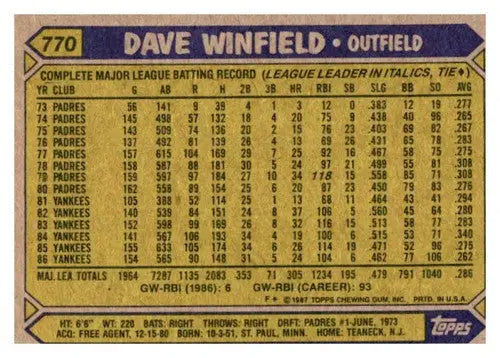 770 DAVE WINFIELD • OUTFIELD
COMPLETE MAJOR LEAGUE BATTING RECORD (LEAGUE LEADER IN ITALICS, TIE♦)
YR CLUB G AB R H 2B 3B HR RBI SB SLG BB SO AVG
73 PADRES 56 141 9 39 4 1 3 12 0 .383 12 19 .277
74 PADRES 145 498 57 132 18 4 20 75 9 .438 40 96 .265
75 PADRES 143 509 74 136 20 2 15 76 23 .403 69 82 .267
76 PADRES 137 492 81 139 26 4 13 69 26 .431 65 78 .283
77 PADRES 157 615 104 169 29 7 25 92 16 .467 58 75 .275
78 PADRES 158 587 88 181 30 5 24 97 21 .499 55 81 .308
79 PADRES 159 597 97 184 27 10 34 118 15 .558 85 71 .308
80 PADRES 162 558 89 154 25 6 20 87 23 .450 79 83 .276
81 YANKEES 105 388 52 114 25 1 13 68 11 .464 43 41 .294
82 YANKEES 140 539 84 151 24 8 37 106 5 .560 45 64 .280
83 YANKEES 152 598 99 169 26 8 32 116 15 .513 58 77 .283
84 YANKEES 141 567 106 193 34 4 19 100 6 .515 53 71 .340
85 YANKEES 155 633 105 174 34 6 26 114 19 .471 52 96 .275
86 YANKEES 154 565 90 148 31 5 24 104 6 .462 77 106 .262
MAJ. LEA. TOTALS 1964 7287 1135 2083 353 71 305 1234 195 .479 791 1040 .286
GW-RBI (1986): 6 GW-RBI (CAREER): 93
F* © 1987 TOPPS CHEWING GUM, INC. PRTD. IN U.S.A.
HT: 6'6" WT: 220 BATS: RIGHT THROWS: RIGHT DRFT: PADRES #1-JUNE, 1973
ACQ: FREE AGENT, 12-15-80 BORN: 10-3-51, ST. PAUL, MINN. HOME: TEANECK, N.J.
Topps